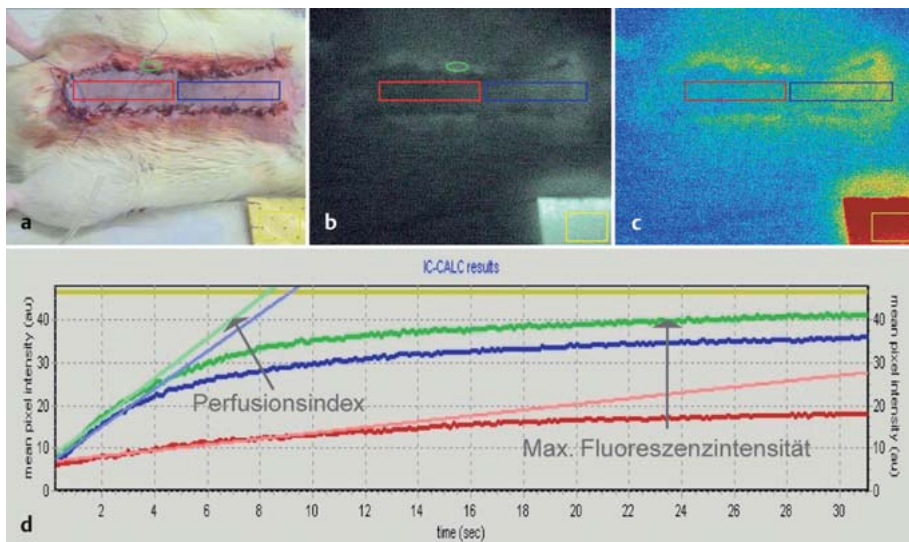 a
b
c
IC-CALC results
mean pixel intensity (au)
40
30
20
10
0
Perfusionsindex
Max. Fluoreszenzintensität
40
30
20
10
0
mean pixel intensity (au)
2 4 6 8 10 12 14 16 18 20 22 24 26 28 30
time (sec)
d